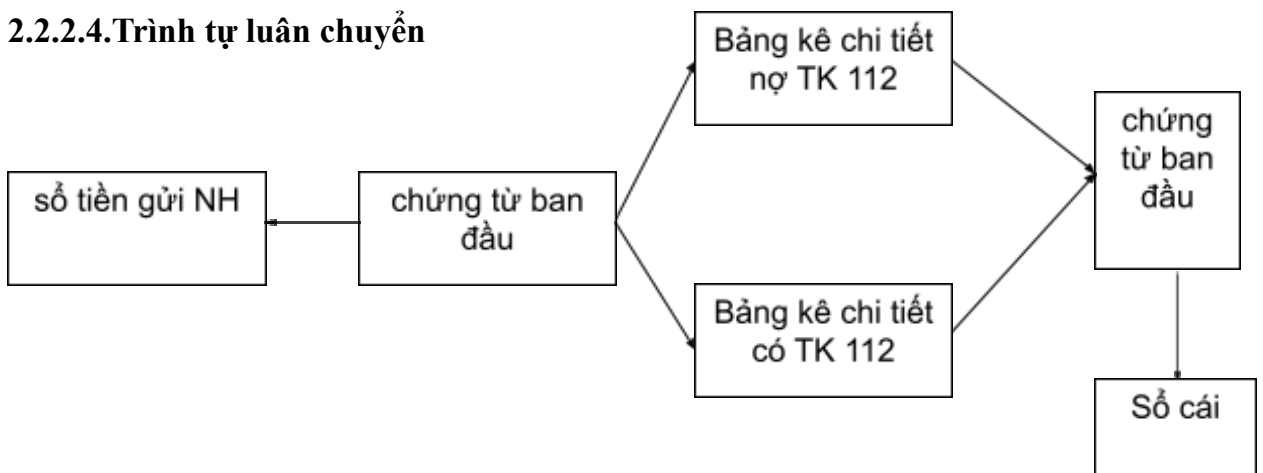 2.2.2.4.Trình tự luân chuyển
Bảng kê chi tiết
nợ TK 112
chứng
từ ban
đầu
sổ tiền gửi NH
chứng từ ban
đầu
Bảng kê chi tiết
có TK 112
Sổ cái